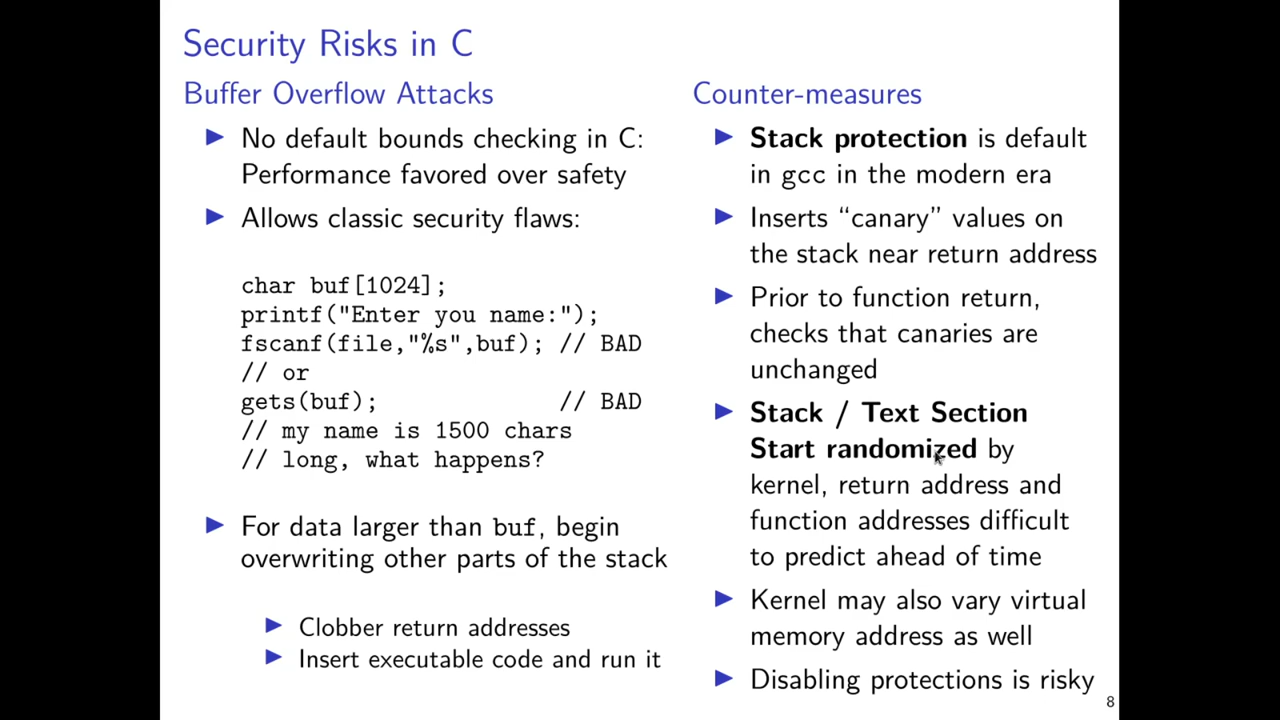 Security Risks in C
Buffer Overflow Attacks
▶ No default bounds checking in C:
Performance favored over safety
▶ Allows classic security flaws:
char buf[1024];
printf("Enter you name:");
fscanf(file,"%s",buf); // BAD
// or
gets(buf); // BAD
// my name is 1500 chars
// long, what happens?
▶ For data larger than buf, begin
overwriting other parts of the stack
▶ Clobber return addresses
▶ Insert executable code and run it
Counter-measures
▶ Stack protection is default
in gcc in the modern era
▶ Inserts “canary” values on
the stack near return address
▶ Prior to function return,
checks that canaries are
unchanged
▶ Stack / Text Section
Start randomized by
kernel, return address and
function addresses difficult
to predict ahead of time
▶ Kernel may also vary virtual
memory address as well
▶ Disabling protections is risky
8